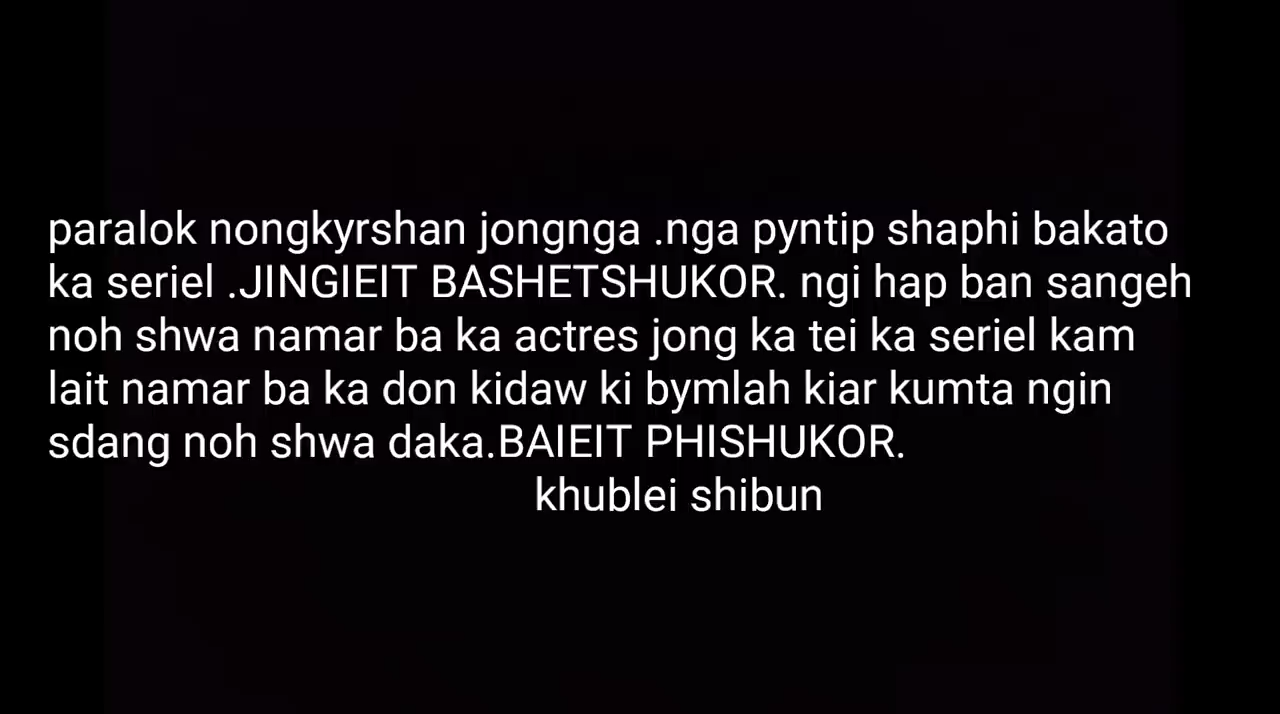 paralok nongkyrshan jongnga .nga pyntip shaphi bakato
ka seriel .JINGIEIT BASHETSHUKOR. ngi hap ban sangeh
noh shwa namar ba ka actres jong ka tei ka seriel kam
lait namar ba ka don kidaw ki bymlah kiar kumta ngin
sdang noh shwa daka.BAIEIT PHISHUKOR.
khublei shibun